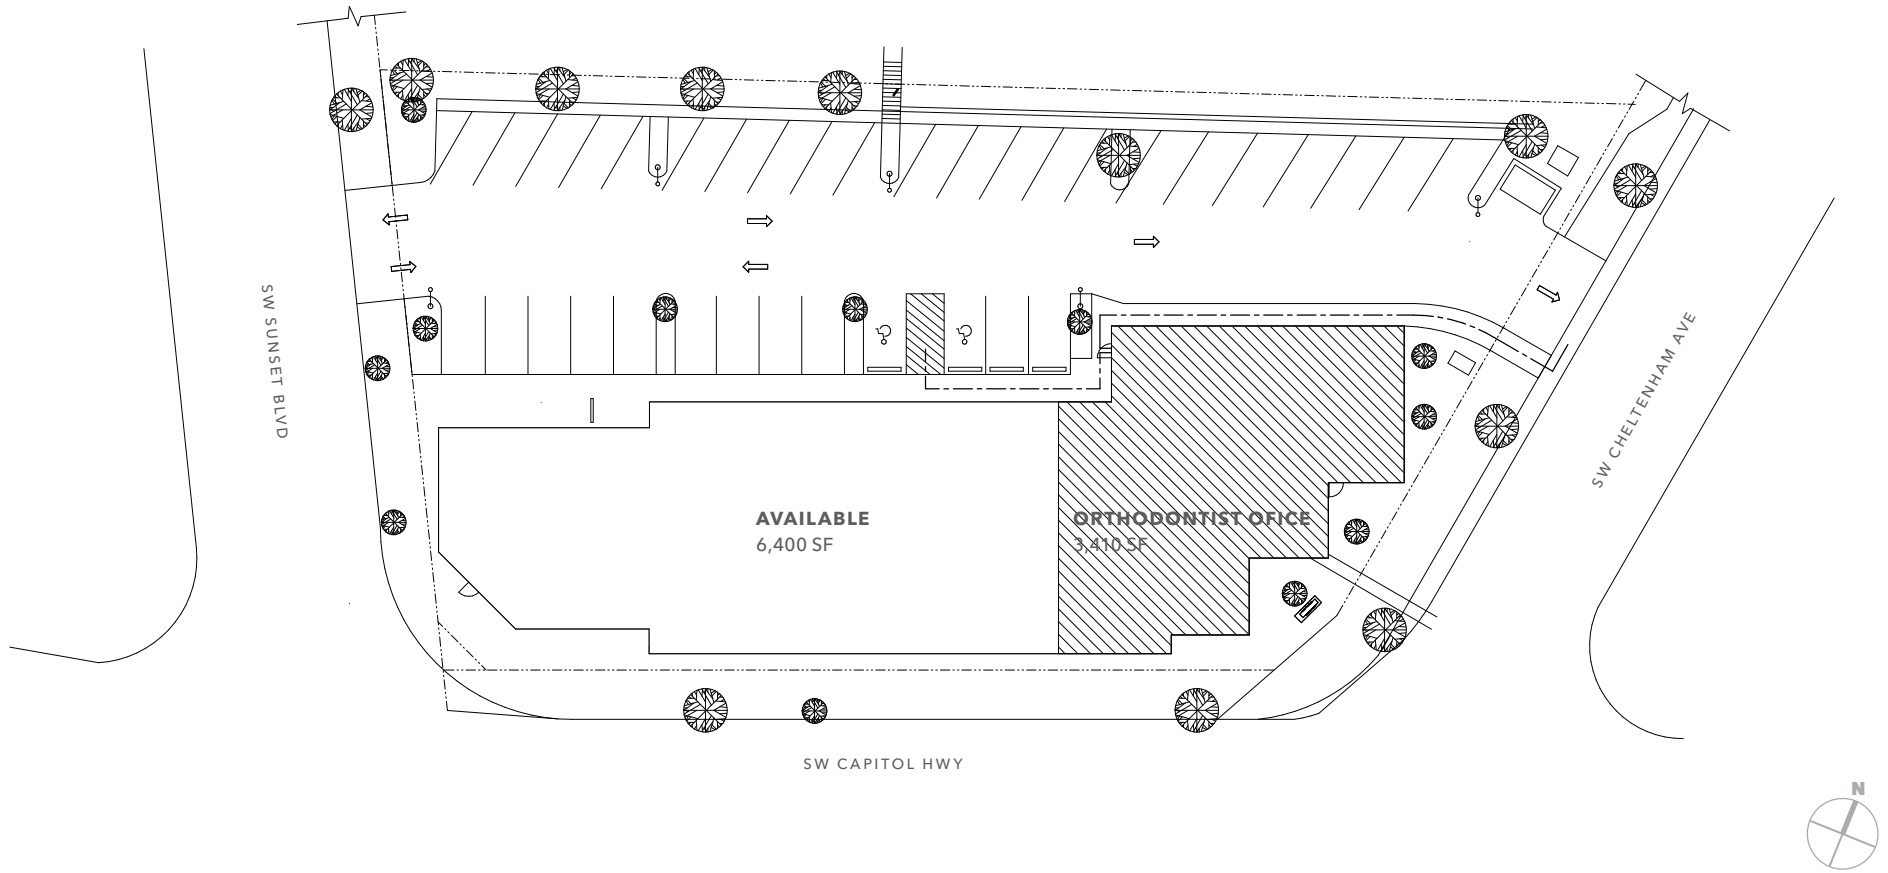 SW SUNSET BLVD
SW CHELTENHAM AVE
AVAILABLE
6,400 SF
ORTHODONTIST OFICE
3,410 SF
SW CAPITOL HWY
N